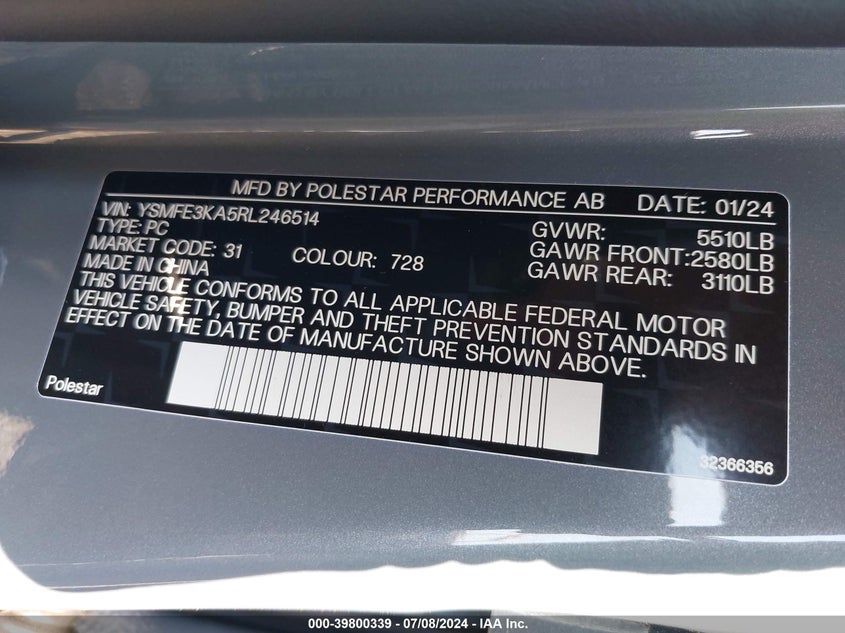 MFD BY POLESTAR PERFORMANCE AB DATE: 01/24
VIN: YSMFE3KA5RL246514
TYPE: PC
MARKET CODE: 31 COLOUR: 728
MADE IN CHINA
GVWR: 5510LB
GAWR FRONT:2580LB
GAWR REAR: 3110LB
THIS VEHICLE CONFORMS TO ALL APPLICABLE FEDERAL MOTOR
VEHICLE SAFETY, BUMPER AND THEFT PREVENTION STANDARDS IN
EFFECT ON THE DATE OF MANUFACTURE SHOWN ABOVE.
Polestar
32366356
000-39800339 - 07/08/2024 - IAA Inc.